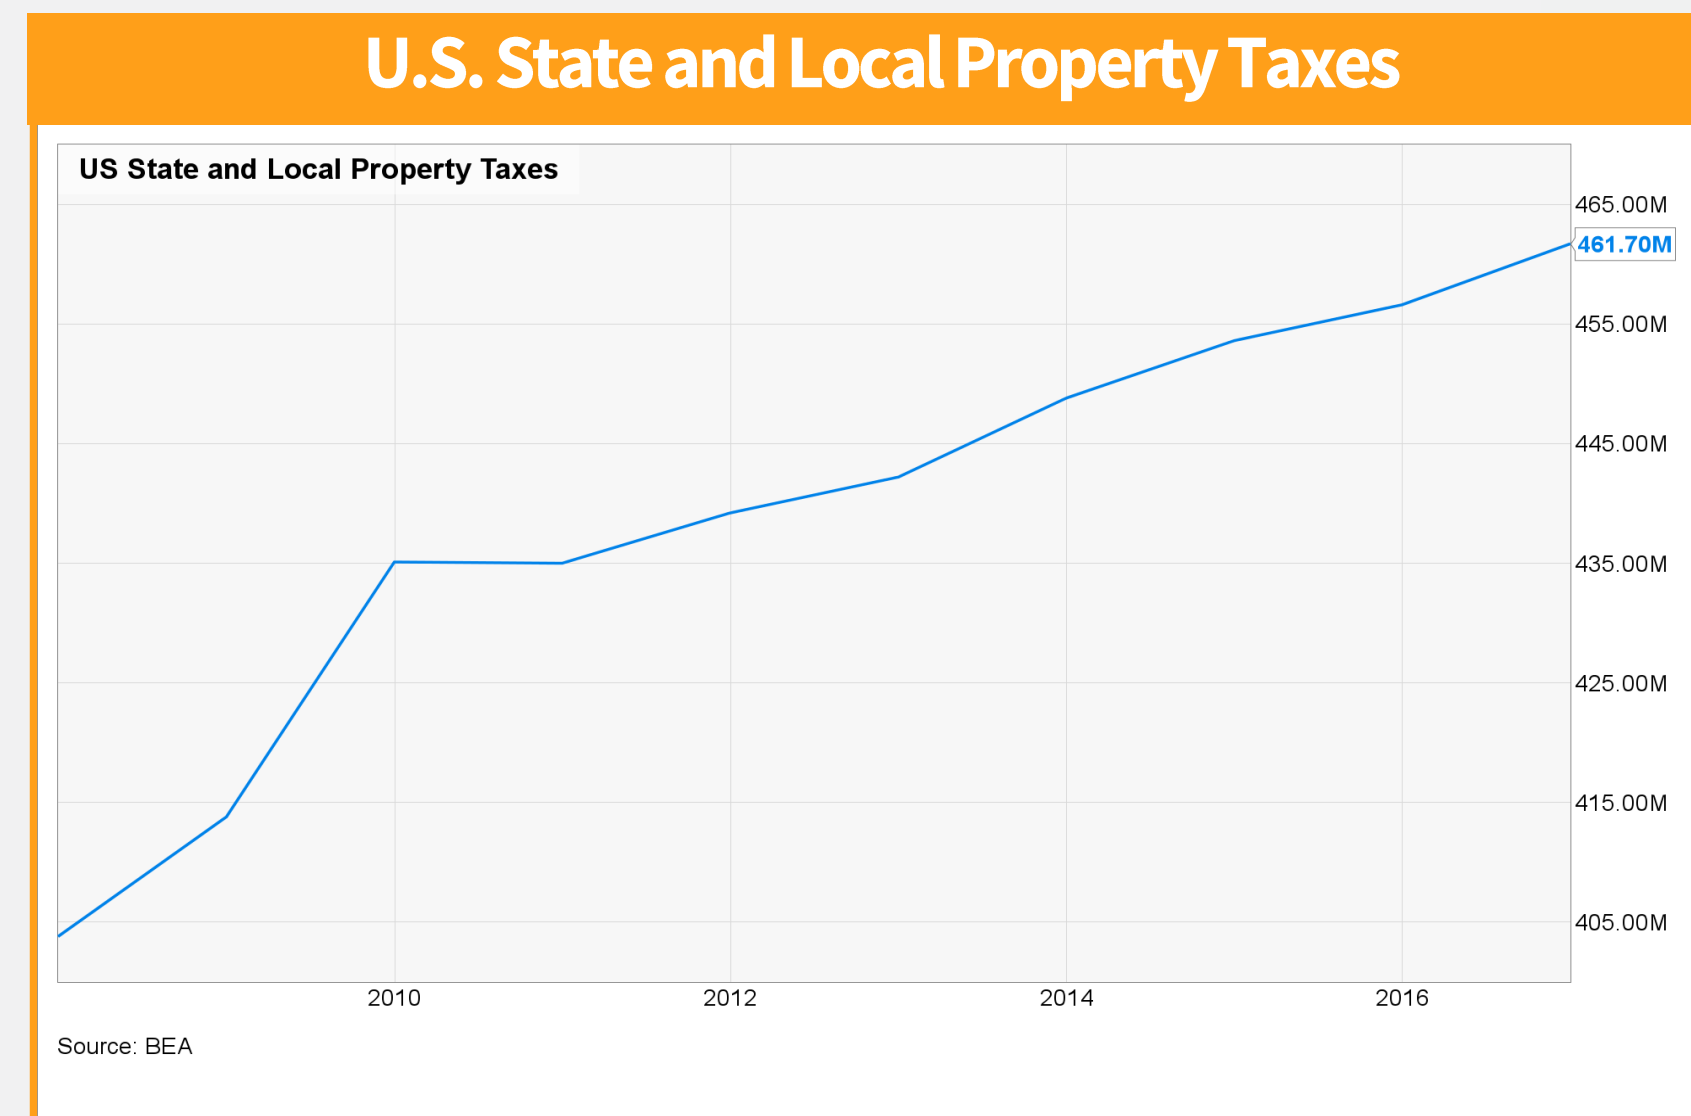 U.S. State and Local Property Taxes
US State and Local Property Taxes
465.00M
461.70M
455.00M
445.00M
435.00M
425.00M
415.00M
405.00M
2010 2012 2014 2016
Source: BEA